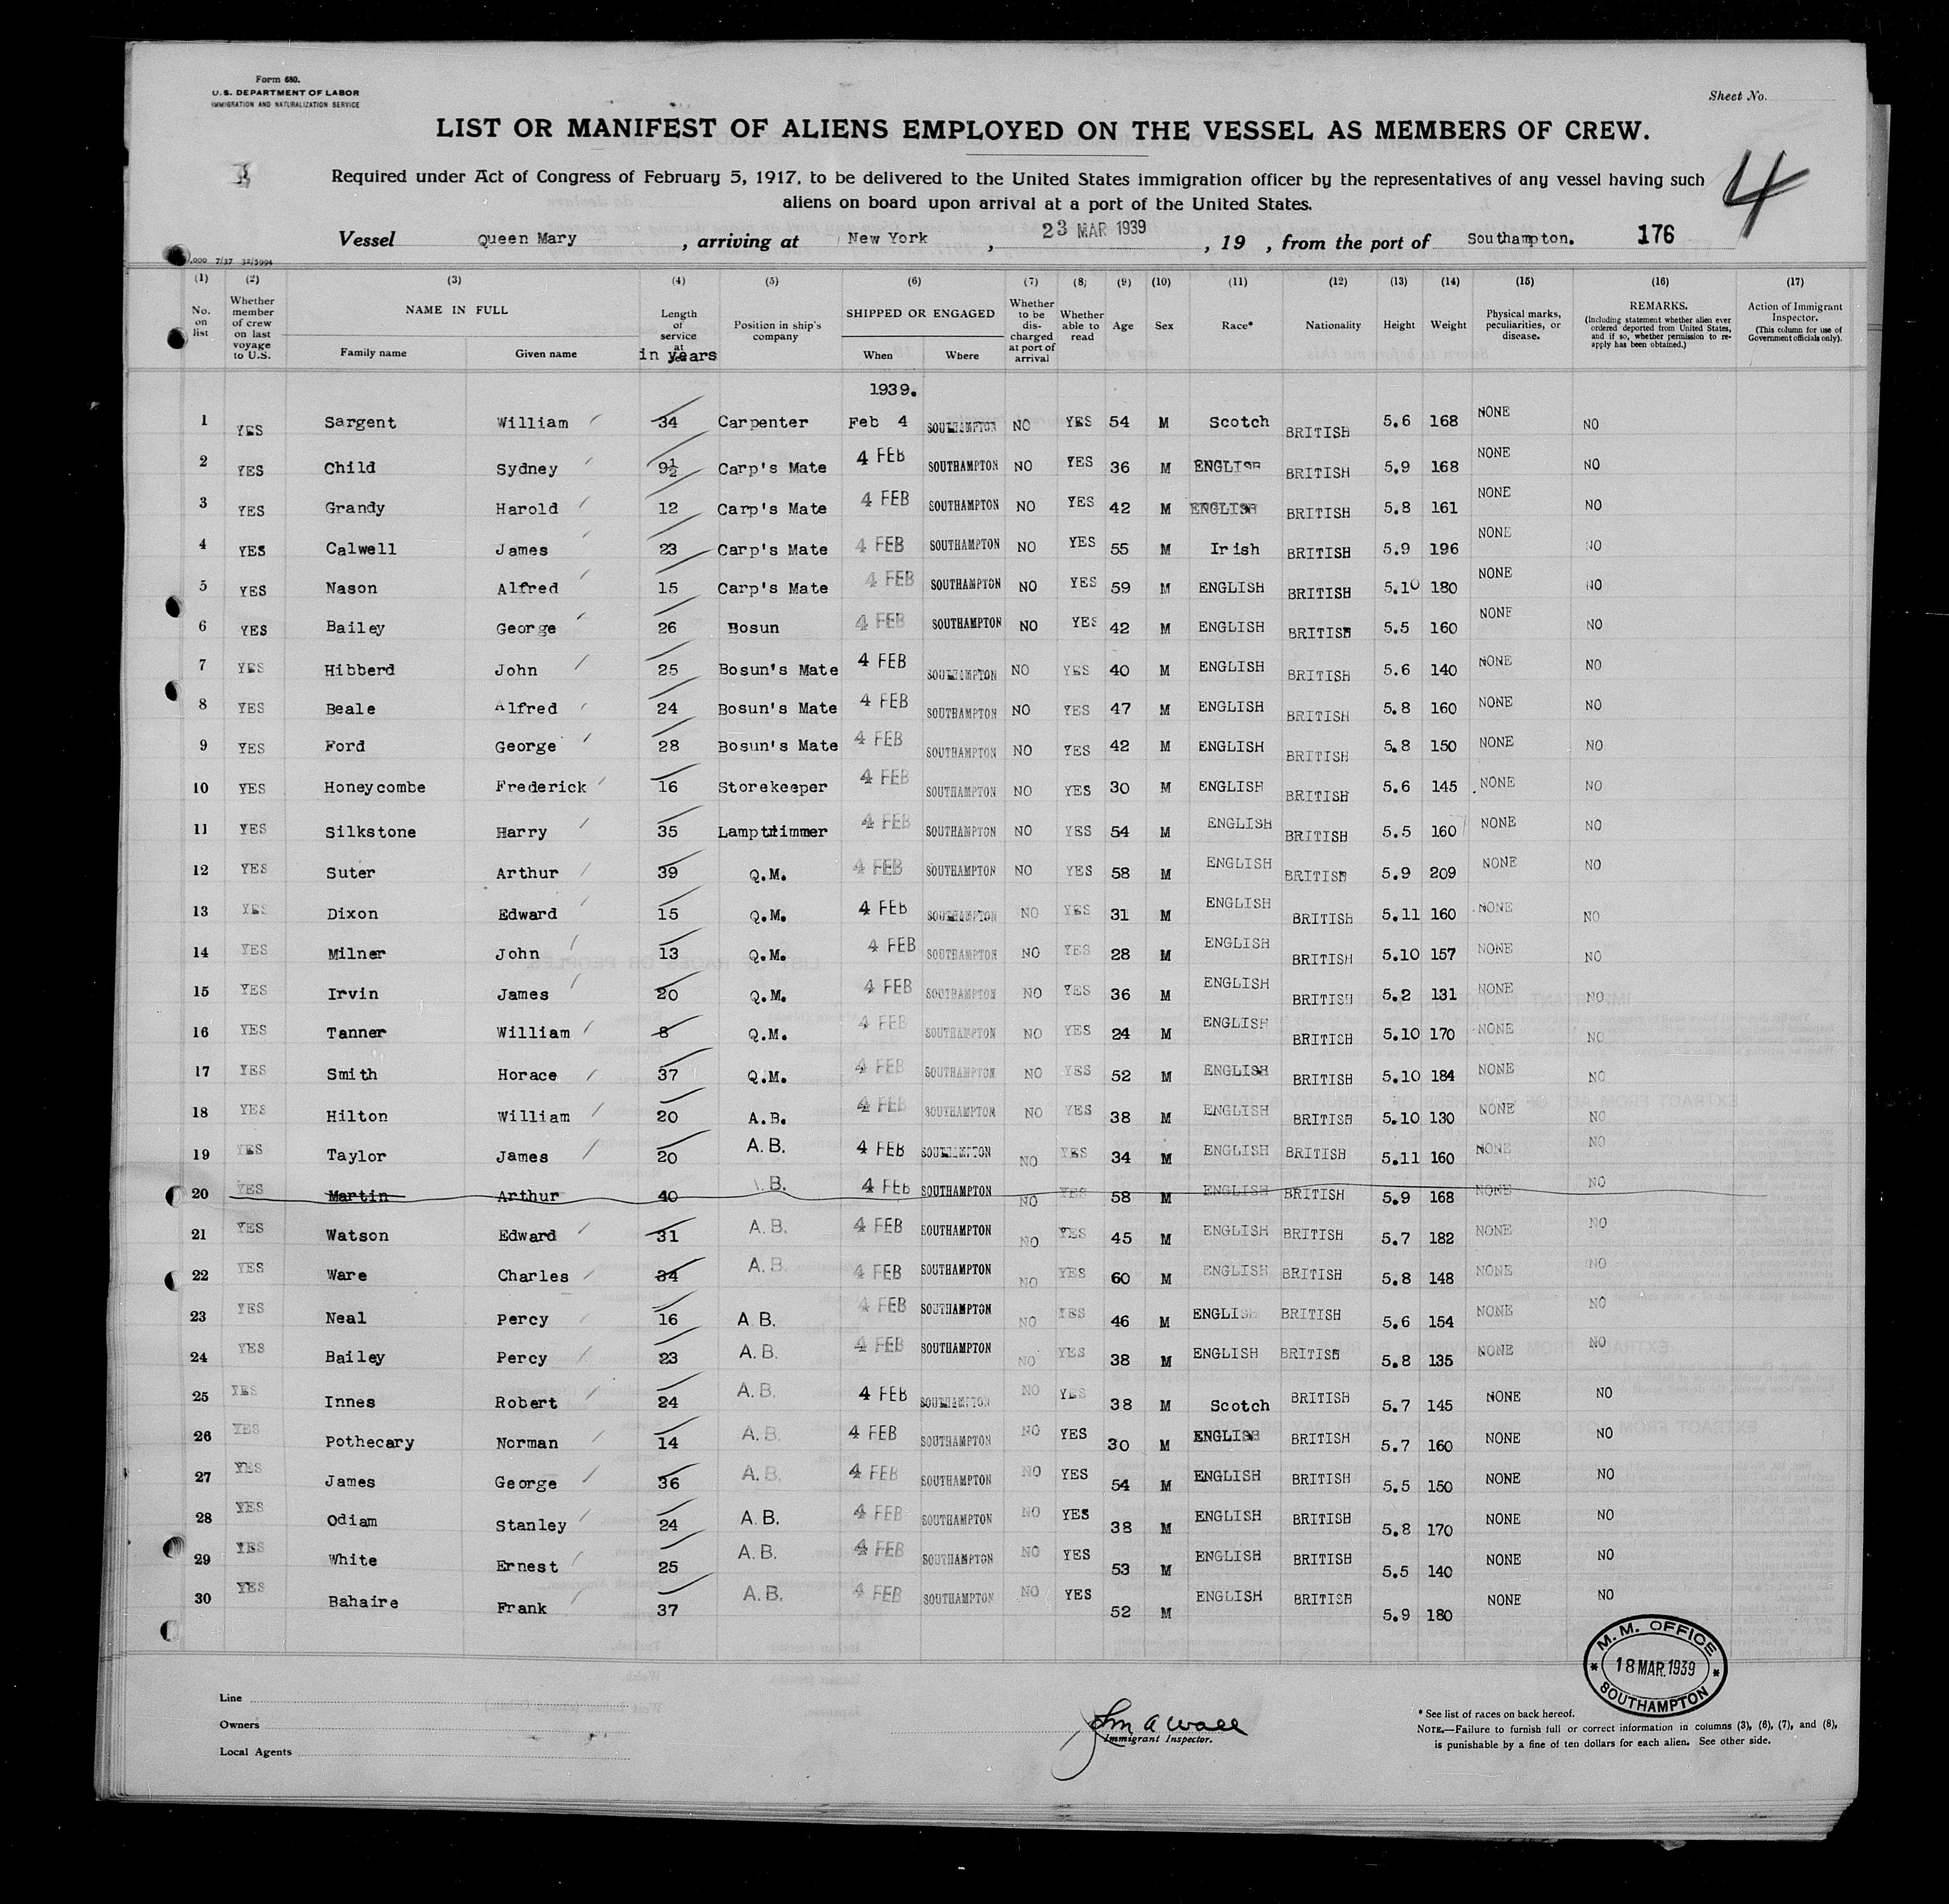 Form 680.
U.S. DEPARTMENT OF LABOR
IMMIGRATION AND NATURALIZATION SERVICE
Sheet No.
LIST OR MANIFEST OF ALIENS EMPLOYED ON THE VESSEL AS MEMBERS OF CREW.
4
Required under Act of Congress of February 5, 1917, to be delivered to the United States immigration officer by the representatives of any vessel having such
aliens on board upon arrival at a port of the United States.
Vessel Queen Mary , arriving at New York , 23 MAR 1939 , 19 , from the port of Southampton. 176
,000 7/37 32/5994
(1) (2) (3) (4) (5) (6) (7) (8) (9) (10) (11) (12) (13) (14) (15) (16) (17)
No. on list
Whether member of crew on last voyage to U.S.
NAME IN FULL
Family name Given name
Length of service at in years
Position in ship's company
SHIPPED OR ENGAGED
When Where
Whether to be discharged at port of arrival
Whether able to read
Age Sex Race* Nationality Height Weight
Physical marks, peculiarities, or disease.
REMARKS.
(Including statement whether alien ever ordered deported from United States, and if so, whether permission to re-apply has been obtained.)
Action of Immigrant Inspector.
(This column for use of Government officials only).
1939.
1 YES Sargent William 34 Carpenter Feb 4 SOUTHAMPTON NO YES 54 M Scotch BRITISH 5.6 168 NONE NO
2 YES Child Sydney 9½ Carp's Mate 4 FEB SOUTHAMPTON NO YES 36 M ENGLISH BRITISH 5.9 168 NONE NO
3 YES Grandy Harold 12 Carp's Mate 4 FEB SOUTHAMPTON NO YES 42 M ENGLISH BRITISH 5.8 161 NONE NO
4 YES Calwell James 23 Carp's Mate 4 FEB SOUTHAMPTON NO YES 55 M Irish BRITISH 5.9 196 NONE NO
5 YES Nason Alfred 15 Carp's Mate 4 FEB SOUTHAMPTON NO YES 59 M ENGLISH BRITISH 5.10 180 NONE NO
6 YES Bailey George 26 Bosun 4 FEB SOUTHAMPTON NO YES 42 M ENGLISH BRITISH 5.5 160 NONE NO
7 YES Hibberd John 25 Bosun's Mate 4 FEB SOUTHAMPTON NO YES 40 M ENGLISH BRITISH 5.6 140 NONE NO
8 YES Beale Alfred 24 Bosun's Mate 4 FEB SOUTHAMPTON NO YES 47 M ENGLISH BRITISH 5.8 160 NONE NO
9 YES Ford George 28 Bosun's Mate 4 FEB SOUTHAMPTON NO YES 42 M ENGLISH BRITISH 5.8 150 NONE NO
10 YES Honeycombe Frederick 16 Storekeeper 4 FEB SOUTHAMPTON NO YES 30 M ENGLISH BRITISH 5.6 145 NONE NO
11 YES Silkstone Harry 35 Lamptrimmer 4 FEB SOUTHAMPTON NO YES 54 M ENGLISH BRITISH 5.5 160 NONE NO
12 YES Suter Arthur 39 Q.M. 4 FEB SOUTHAMPTON NO YES 58 M ENGLISH BRITISH 5.9 209 NONE NO
13 YES Dixon Edward 15 Q.M. 4 FEB SOUTHAMPTON NO YES 31 M ENGLISH BRITISH 5.11 160 NONE NO
14 YES Milner John 13 Q.M. 4 FEB SOUTHAMPTON NO YES 28 M ENGLISH BRITISH 5.10 157 NONE NO
15 YES Irvin James 20 Q.M. 4 FEB SOUTHAMPTON NO YES 36 M ENGLISH BRITISH 5.2 131 NONE NO
16 YES Tanner William 8 Q.M. 4 FEB SOUTHAMPTON NO YES 24 M ENGLISH BRITISH 5.10 170 NONE NO
17 YES Smith Horace 37 Q.M. 4 FEB SOUTHAMPTON NO YES 52 M ENGLISH BRITISH 5.10 184 NONE NO
18 YES Hilton William 20 A.B. 4 FEB SOUTHAMPTON NO YES 38 M ENGLISH BRITISH 5.10 130 NONE NO
19 YES Taylor James 20 A.B. 4 FEB SOUTHAMPTON NO YES 34 M ENGLISH BRITISH 5.11 160 NONE NO
20 YES Martin Arthur 40 A.B. 4 FEB SOUTHAMPTON NO YES 58 M ENGLISH BRITISH 5.9 168 NONE NO
21 YES Watson Edward 31 A.B. 4 FEB SOUTHAMPTON NO YES 45 M ENGLISH BRITISH 5.7 182 NONE NO
22 YES Ware Charles 34 A.B. 4 FEB SOUTHAMPTON NO YES 60 M ENGLISH BRITISH 5.8 148 NONE NO
23 YES Neal Percy 16 A.B. 4 FEB SOUTHAMPTON NO YES 46 M ENGLISH BRITISH 5.6 154 NONE NO
24 YES Bailey Percy 23 A.B. 4 FEB SOUTHAMPTON NO YES 38 M ENGLISH BRITISH 5.8 135 NONE NO
25 YES Innes Robert 24 A.B. 4 FEB SOUTHAMPTON NO YES 38 M Scotch BRITISH 5.7 145 NONE NO
26 YES Pothecary Norman 14 A.B. 4 FEB SOUTHAMPTON NO YES 30 M ENGLISH BRITISH 5.7 160 NONE NO
27 YES James George 36 A.B. 4 FEB SOUTHAMPTON NO YES 54 M ENGLISH BRITISH 5.5 150 NONE NO
28 YES Odiam Stanley 24 A.B. 4 FEB SOUTHAMPTON NO YES 38 M ENGLISH BRITISH 5.8 170 NONE NO
29 YES White Ernest 25 A.B. 4 FEB SOUTHAMPTON NO YES 53 M ENGLISH BRITISH 5.5 140 NONE NO
30 YES Bahaire Frank 37 A.B. 4 FEB SOUTHAMPTON NO YES 52 M ENGLISH BRITISH 5.9 180 NONE NO
M. M. OFFICE
18 MAR. 1939
SOUTHAMPTON
Line
Owners
Local Agents
Jno A Wall
Immigrant Inspector.
* See list of races on back hereof.
NOTE.—Failure to furnish full or correct information in columns (3), (6), (7), and (8),
is punishable by a fine of ten dollars for each alien. See other side.